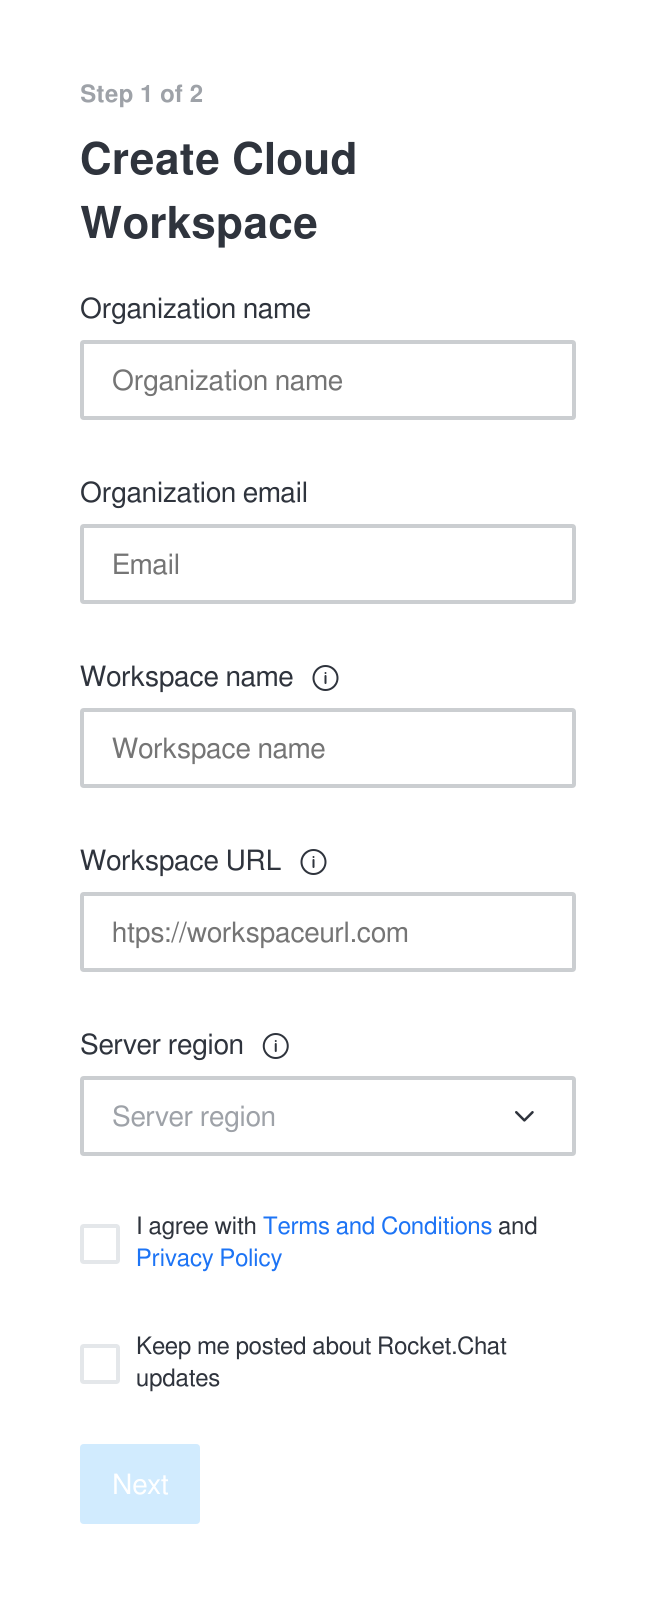 Step 1 of 2
Create Cloud
Workspace
Organization name
Organization name
Organization email
Email
Workspace name
Workspace name
Workspace URL
htps://workspaceurl.com
Server region
Server region
I agree with Terms and Conditions and
Privacy Policy
Keep me posted about Rocket.Chat
updates
Next